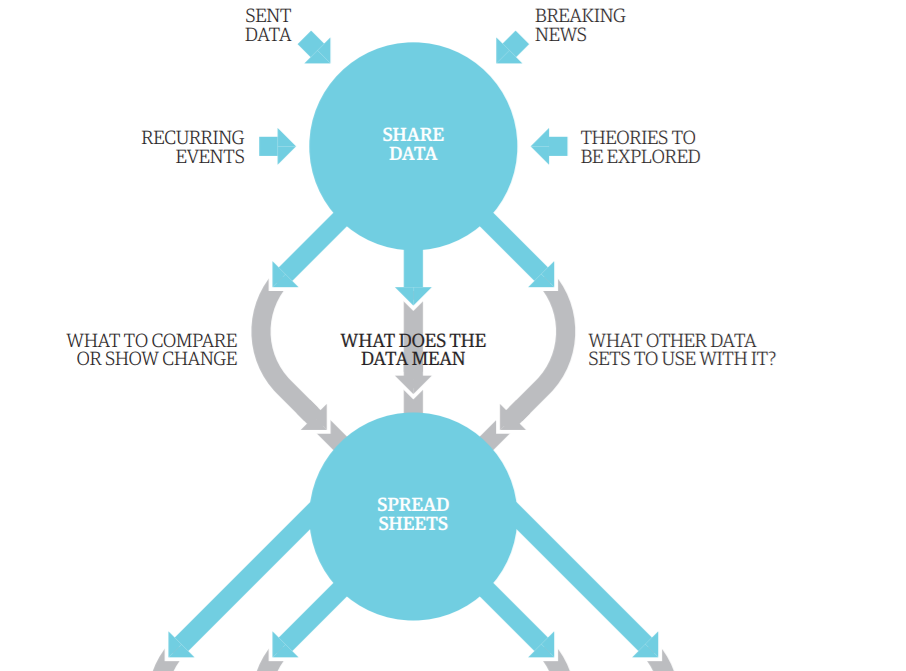 SENT
DATA
BREAKING
NEWS
RECURRING
EVENTS
SHARE
DATA
THEORIES TO
BE EXPLORED
WHAT TO COMPARE
OR SHOW CHANGE
WHAT DOES THE
DATA MEAN
WHAT OTHER DATA
SETS TO USE WITH IT?
SPREAD
SHEETS